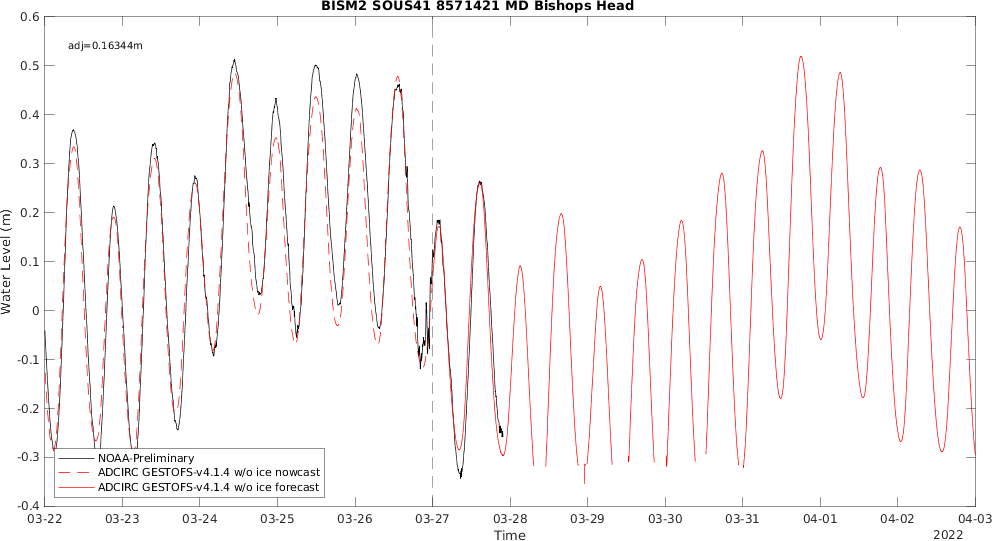 BISM2 SOUS41 8571421 MD Bishops Head
adj=0.16344m
0.6
0.5
0.4
0.3
0.2
0.1
0
-0.1
-0.2
-0.3
-0.4
Water Level (m)
NOAA-Preliminary
ADCIRC GESTOFS-v4.1.4 w/o ice nowcast
ADCIRC GESTOFS-v4.1.4 w/o ice forecast
03-22 03-23 03-24 03-25 03-26 03-27 03-28 03-29 03-30 03-31 04-01 04-02 04-03
Time
2022